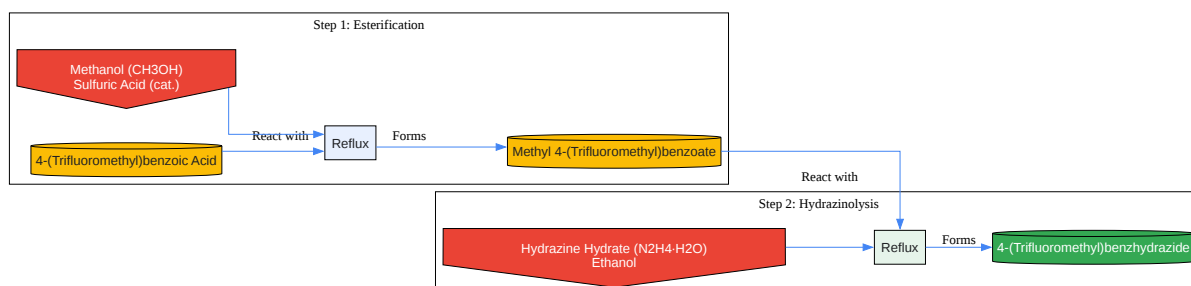 Step 1: Esterification
Methanol (CH3OH)
Sulfuric Acid (cat.)
React with
Reflux
Forms
4-(Trifluoromethyl)benzoic Acid
Methyl 4-(Trifluoromethyl)benzoate
React with
Step 2: Hydrazinolysis
Hydrazine Hydrate (N2H4·H2O)
Ethanol
Reflux
Forms
4-(Trifluoromethyl)benzhydrazide